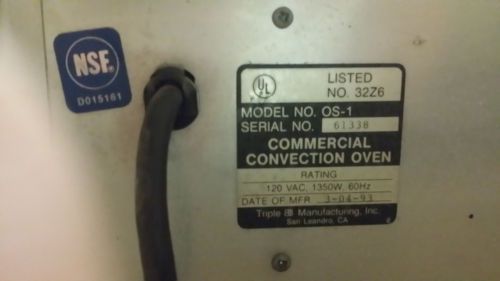 NSF
D015161
UL
LISTED
NO. 32Z6
MODEL NO. OS-1
SERIAL NO. 61338
COMMERCIAL
CONVECTION OVEN
RATING
120 VAC, 1350W, 60Hz
DATE OF MFR 3-04-93
Triple Manufacturing, Inc.
San Leandro, CA